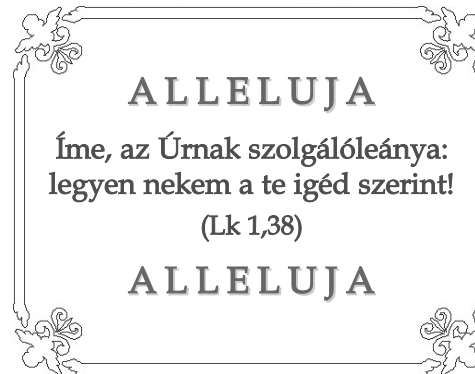 ALLELUJA
Íme, az Úrnak szolgálóleánya:
legyen nekem a te igéd szerint!
(Lk 1,38)
ALLELUJA